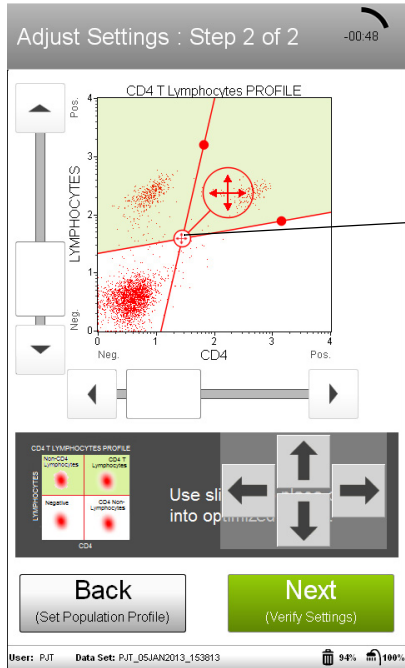 Adjust Settings : Step 2 of 2
-00:48
CD4 T Lymphocytes PROFILE
Pos.
LYMPHOCYTES
Neg.
4
3
2
1
0
0 1 2 3 4
Neg. CD4 Pos.
CD4 T LYMPHOCYTES PROFILE
Non-CD4 Lymphocytes
CD4 T Lymphocytes
Negative
CD4 Non-Lymphocytes
LYMPHOCYTES
CD4
Use
into
Back
(Set Population Profile)
Next
(Verify Settings)
User: PJT Data Set: PJT_05JAN2013_153813 94% 100%